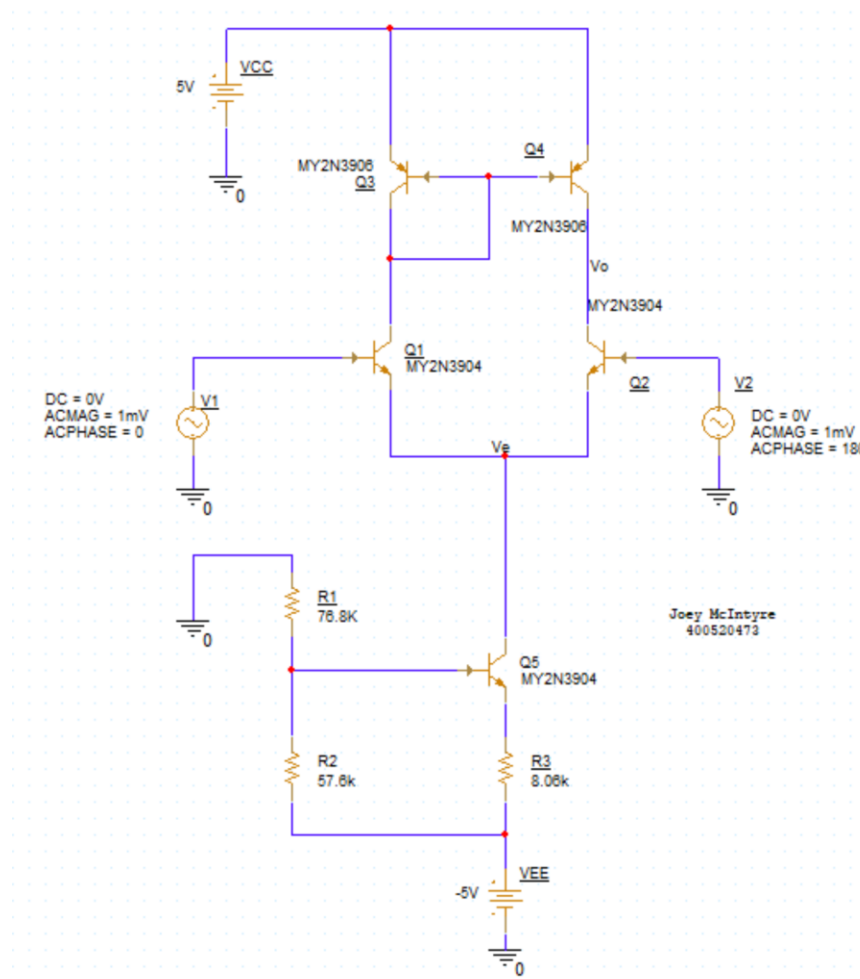 VCC
5V
0
Q4
MY2N3906
Q3
MY2N3906
Vo
MY2N3904
Q1
MY2N3904
Q2
V1
DC = 0V
ACMAG = 1mV
ACPHASE = 0
0
V2
DC = 0V
ACMAG = 1mV
ACPHASE = 180
0
Ve
R1
76.8K
0
Joey McIntyre
400520473
Q5
MY2N3904
R2
57.6k
R3
8.06k
VEE
-5V
0